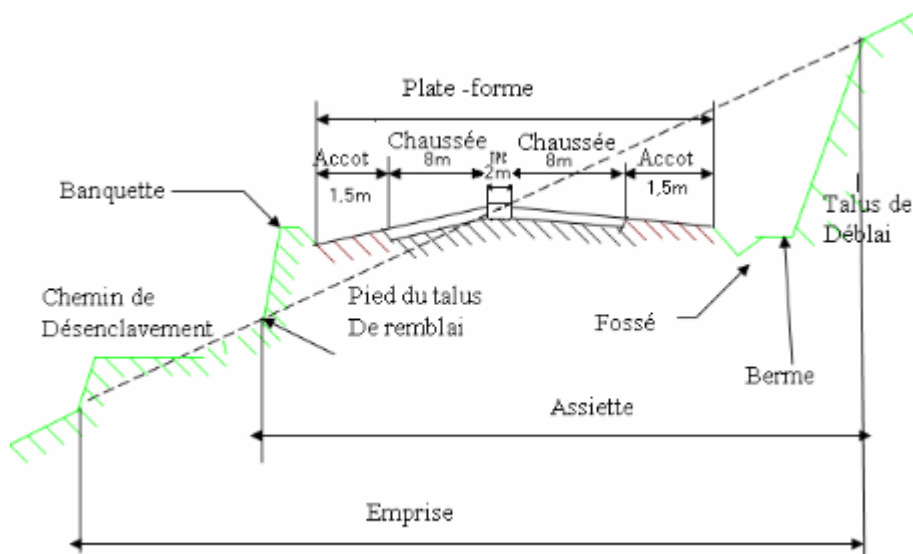 Plate -forme
Chaussée
Chaussée
Accot
8m
2m
8m
Accot
1,5m
1,5m
Banquette
Talus de
Déblai
Chemin de
Désenclavement
Pied du talus
De remblai
Fossé
Berme
Assiette
Emprise